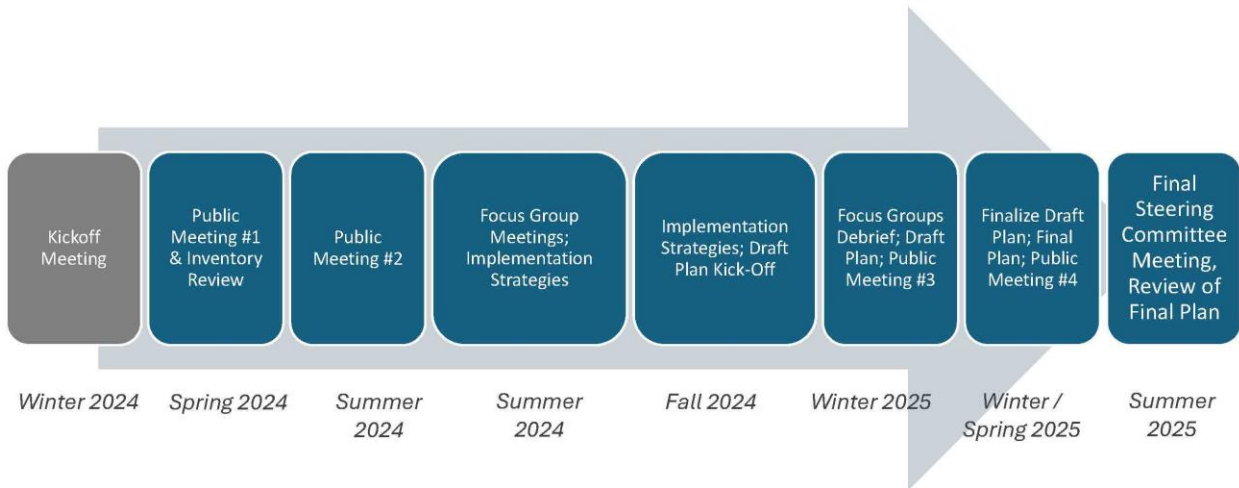 Kickoff
Meeting
Public
Meeting #1
& Inventory
Review
Public
Meeting #2
Focus Group
Meetings;
Implementation
Strategies
Implementation
Strategies; Draft
Plan Kick-Off
Focus Groups
Debrief; Draft
Plan; Public
Meeting #3
Finalize Draft
Plan; Final
Plan; Public
Meeting #4
Final
Steering
Committee
Meeting,
Review of
Final Plan
Winter 2024
Spring 2024
Summer
2024
Summer
2024
Fall 2024
Winter 2025
Winter /
Spring 2025
Summer
2025